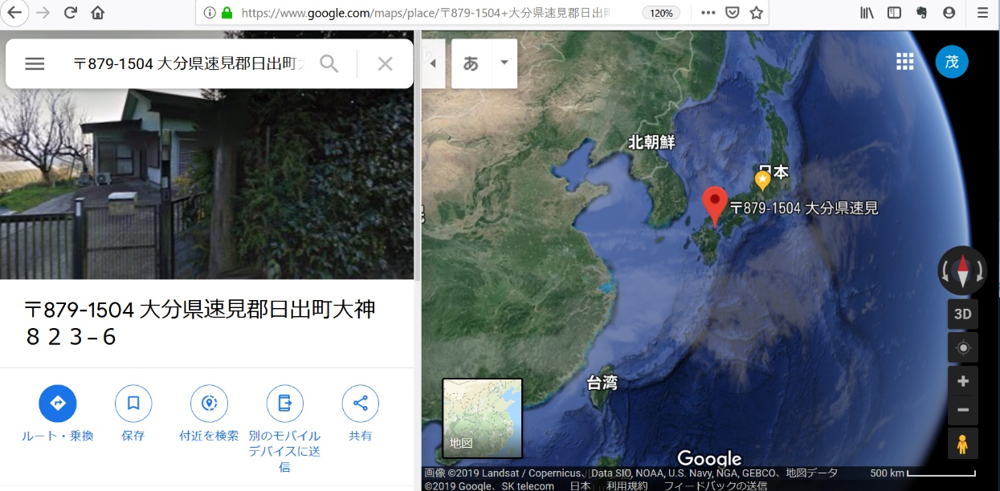 https://www.google.com/maps/place/〒879-1504+大分県速見郡日出町
120%
〒879-1504 大分県速見郡日出町
あ
茂
北朝鮮
日本
〒879-1504 大分県速見
〒879-1504 大分県速見郡日出町大神
８２３−６
3D
台湾
ルート・乗換
保存
付近を検索
別のモバイル
デバイスに送
信
共有
地図
Google
画像 ©2019 Landsat / Copernicus、Data SIO, NOAA, U.S. Navy, NGA, GEBCO、地図データ
500 km
©2019 Google、SK telecom
日本
利用規約
フィードバックの送信